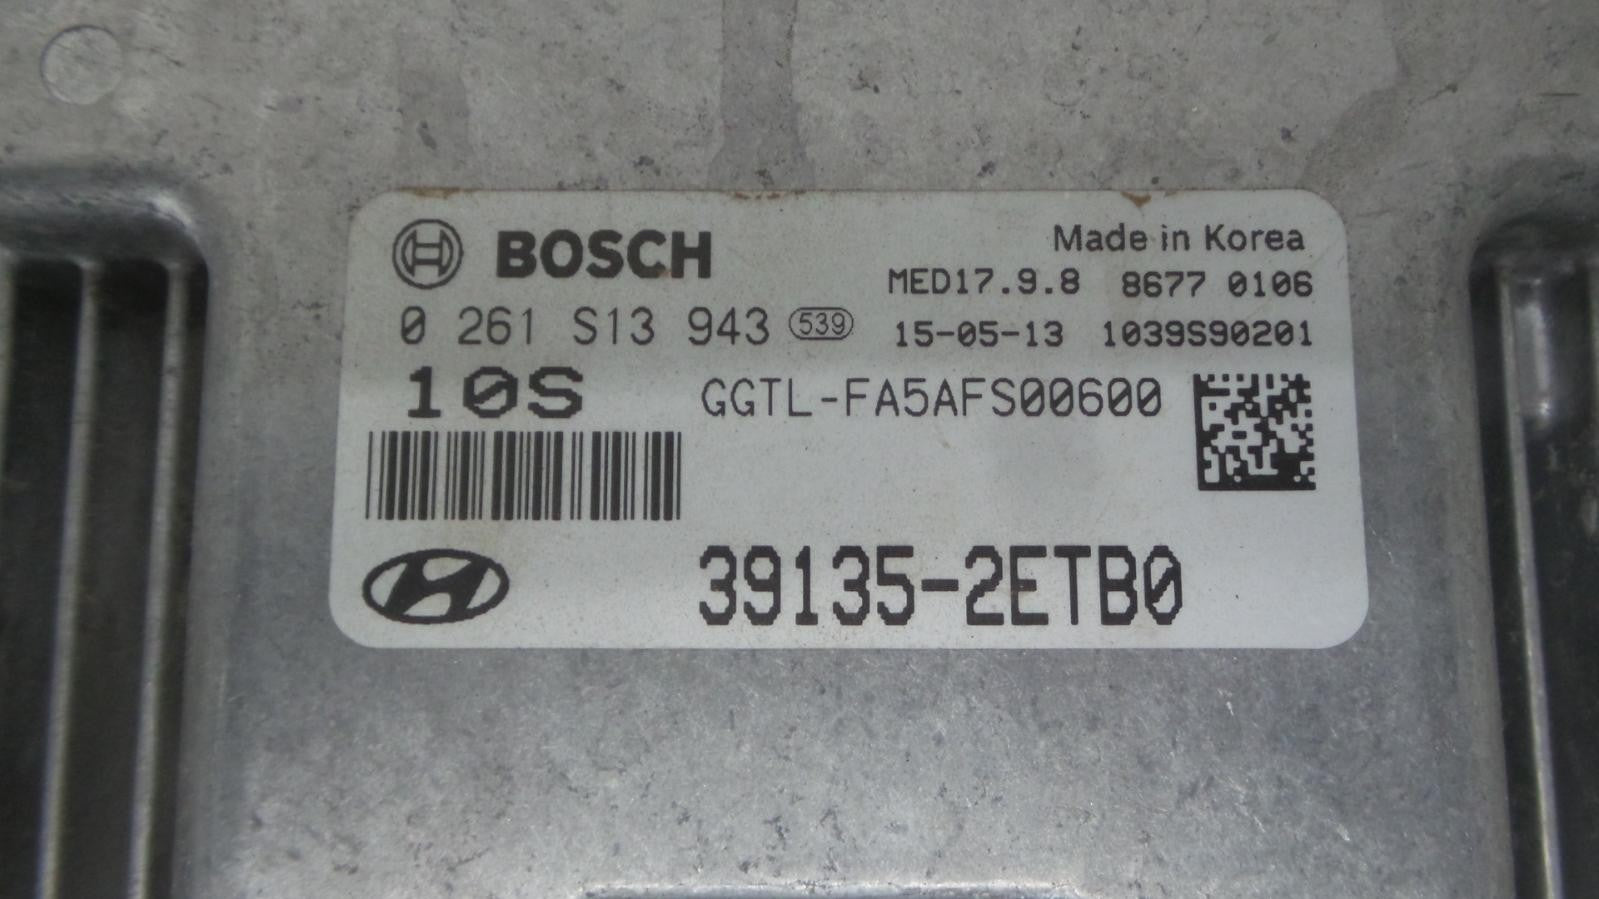 BOSCH
Made in Korea
MED17.9.8 8677 0106
0 261 S13 943 539
15-05-13 1039S90201
10S GGTL-FA5AFS00600
39135-2ETB0